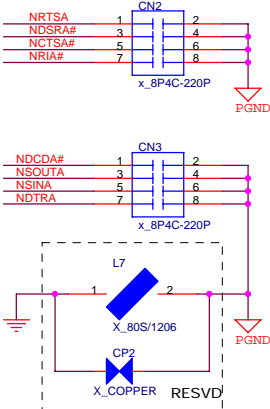 CN2
NRTSA 1 2
NDSRA# 3 4
NCTSA# 5 6
NRIA# 7 8
x_8P4C-220P
PGND
CN3
NDCDA# 1 2
NSOUTA 3 4
NSINA 5 6
NDTRA 7 8
x_8P4C-220P
L7
1 2
X_80S/1206
PGND
CP2
X_COPPER RESVD